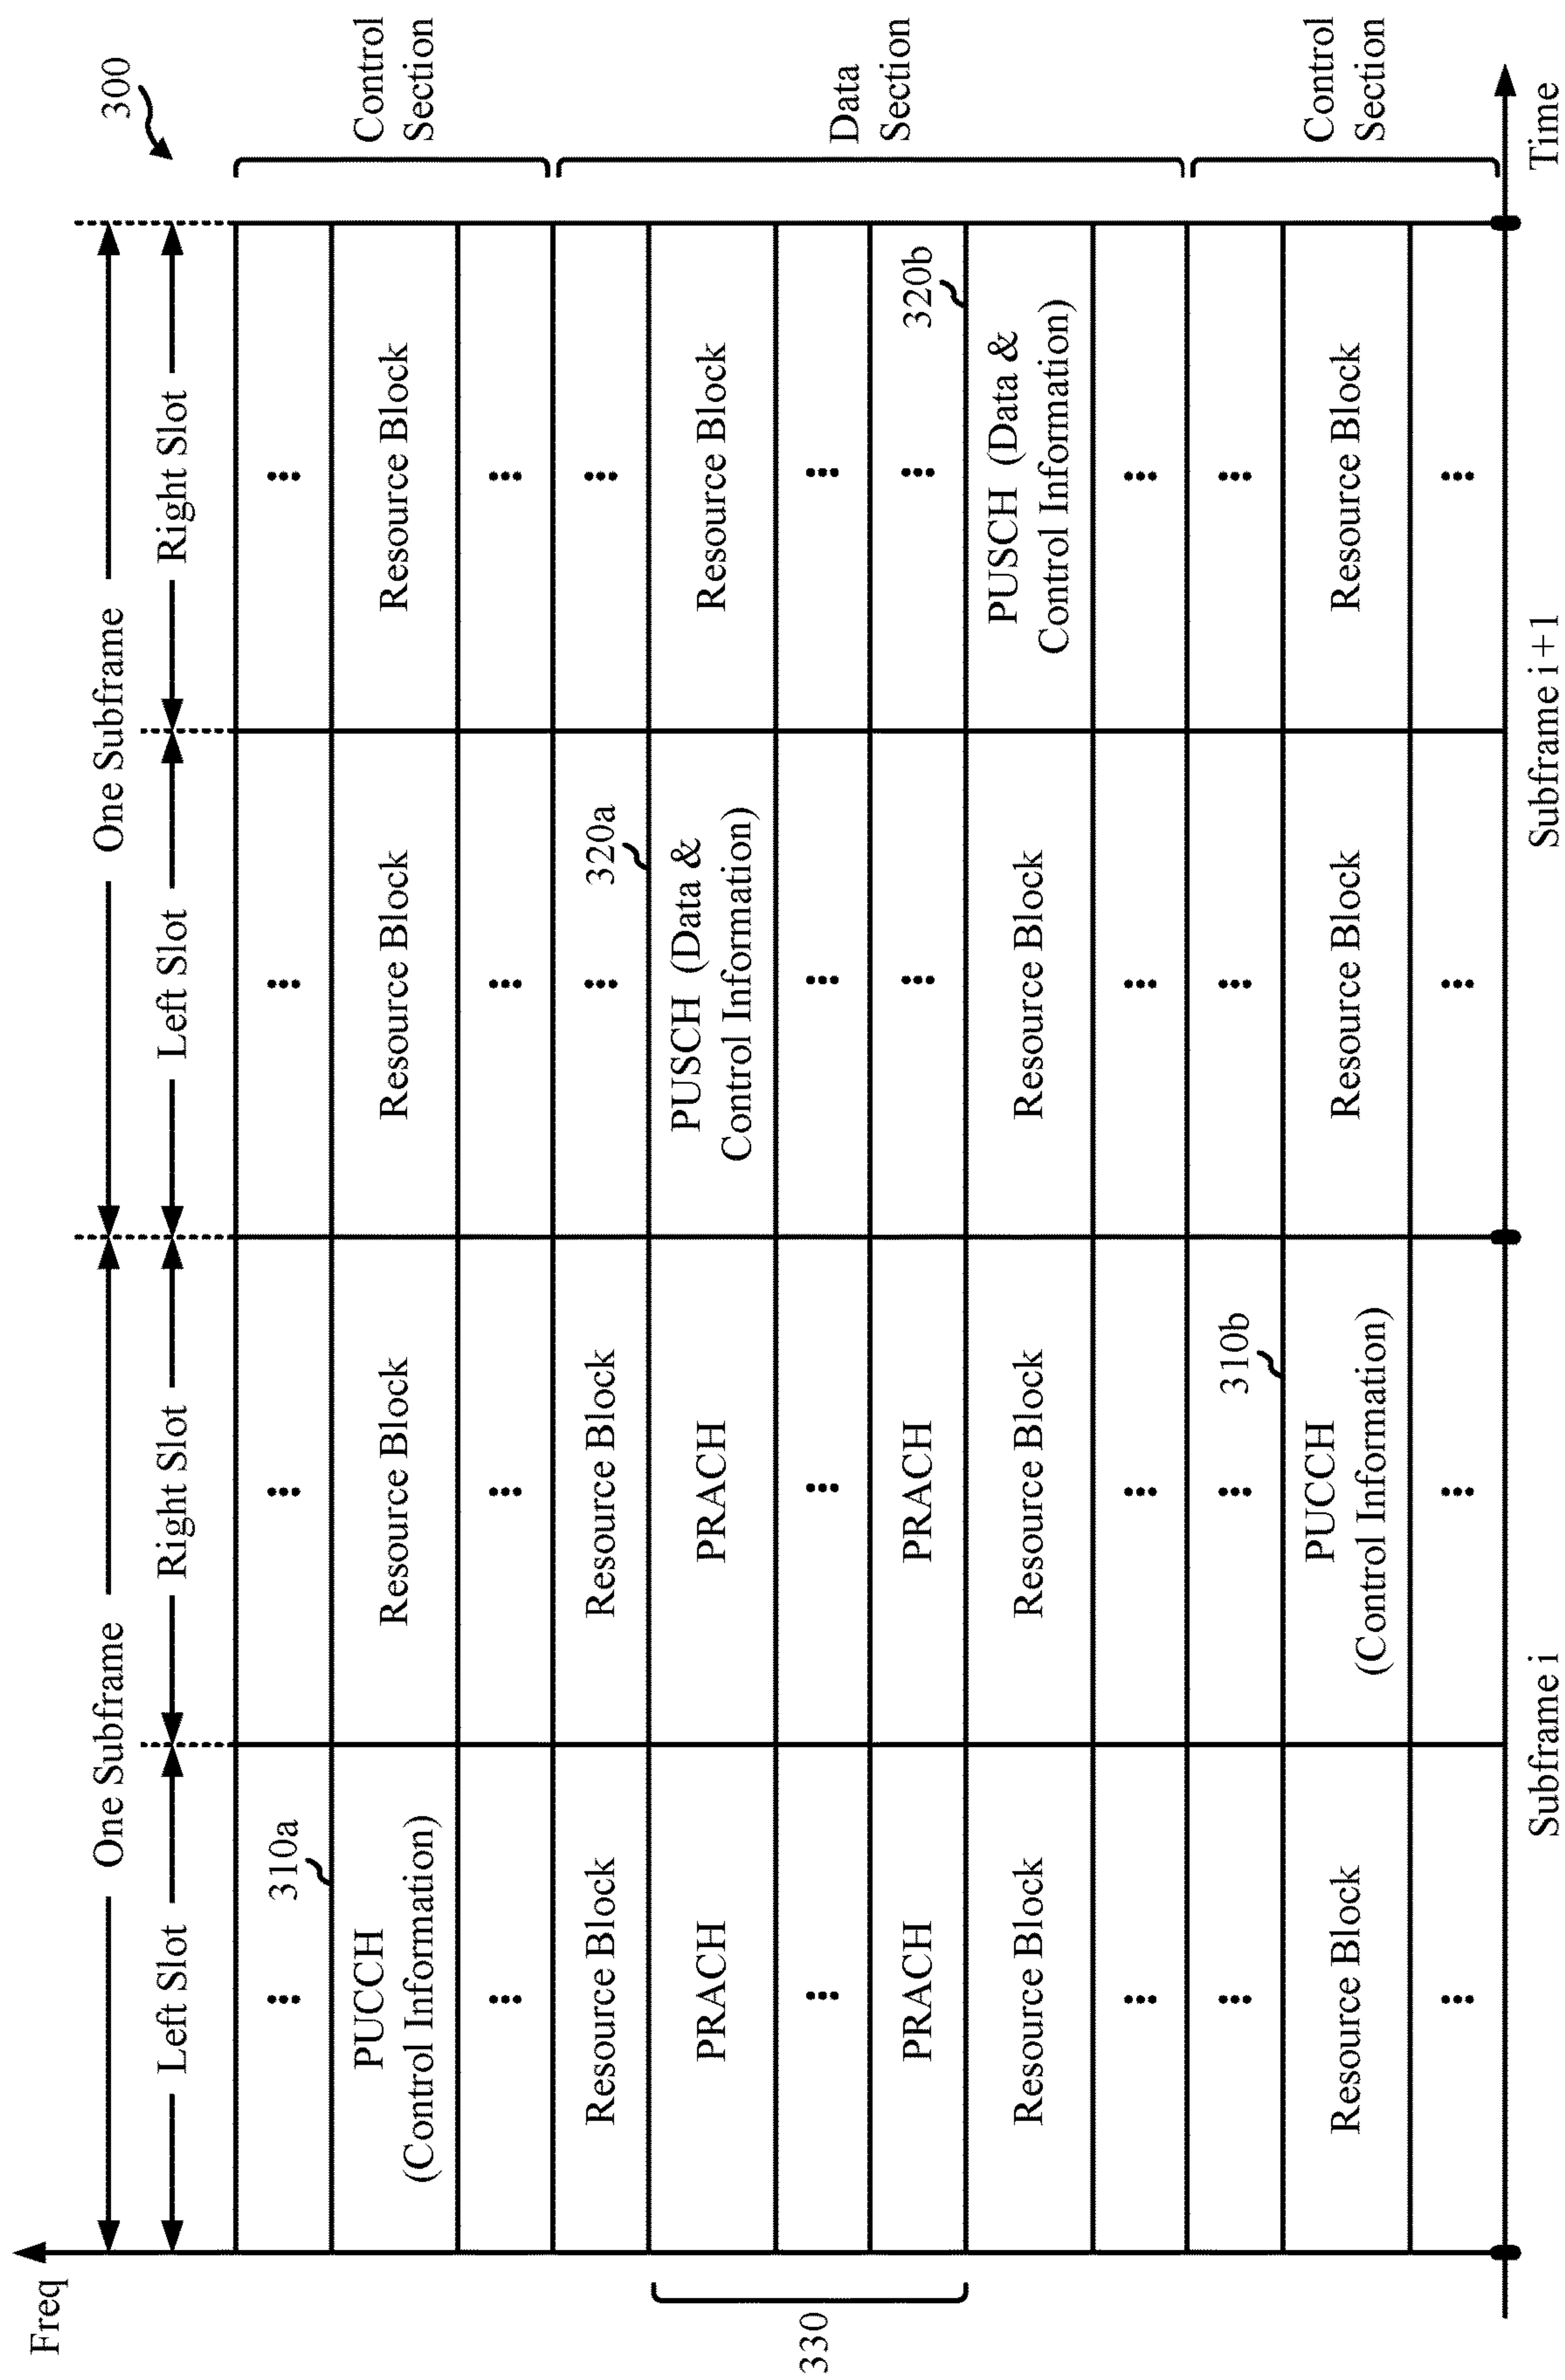 300
Freq
One Subframe
One Subframe
Left Slot
Right Slot
Left Slot
Right Slot
⋮
310a
⋮
⋮
⋮
Control
Section
PUCCH
(Control Information)
Resource Block
Resource Block
Resource Block
⋮
⋮
⋮
⋮
Resource Block
Resource Block
⋮
320a
⋮
330
PRACH
PRACH
PUSCH (Data &
Control Information)
Resource Block
⋮
⋮
⋮
⋮
Data
Section
PRACH
PRACH
⋮
⋮
320b
Resource Block
Resource Block
Resource Block
PUSCH (Data &
Control Information)
⋮
⋮
⋮
⋮
⋮
⋮
310b
⋮
⋮
Resource Block
PUCCH
(Control Information)
Resource Block
Resource Block
Control
Section
⋮
⋮
⋮
⋮
Subframe i
Subframe i + 1
Time